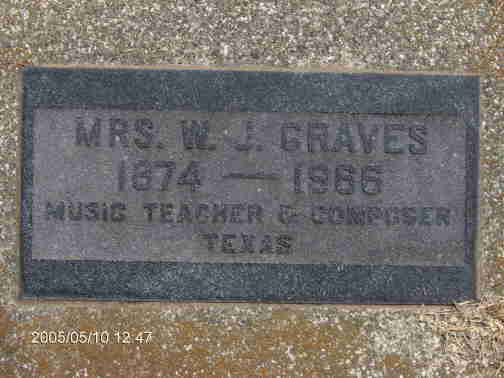 MRS. W. J. GRAVES
1874 — 1966
MUSIC TEACHER & COMPOSER
TEXAS
2005/05/10 12:47